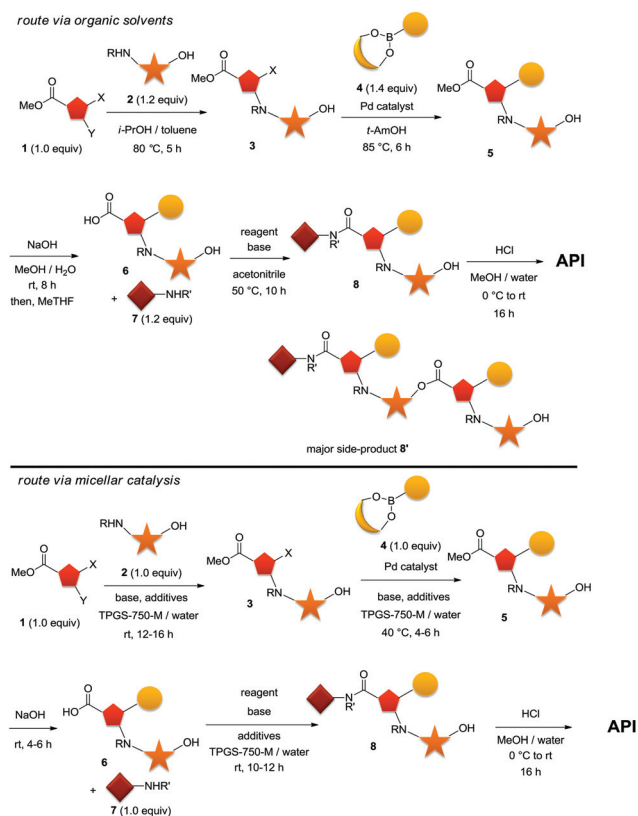 route via organic solvents
MeO
O
X
Y
1 (1.0 equiv)
RHN
OH
2 (1.2 equiv)
i-PrOH / toluene
80 °C, 5 h
MeO
O
X
RN
OH
3
O
B
O
4 (1.4 equiv)
Pd catalyst
t-AmOH
85 °C, 6 h
MeO
O
RN
OH
5
NaOH
MeOH / H2O
rt, 8 h
then, MeTHF
HO
O
RN
OH
6
+
NHR'
7 (1.2 equiv)
reagent
base
acetonitrile
50 °C, 10 h
N
R'
O
RN
OH
8
HCl
MeOH / water
0 °C to rt
16 h
API
N
R'
O
RN
O
O
RN
OH
major side-product 8'
route via micellar catalysis
MeO
O
X
Y
1 (1.0 equiv)
RHN
OH
2 (1.0 equiv)
base, additives
TPGS-750-M / water
rt, 12-16 h
MeO
O
X
RN
OH
3
O
B
O
4 (1.0 equiv)
Pd catalyst
base, additives
TPGS-750-M / water
40 °C, 4-6 h
MeO
O
RN
OH
5
NaOH
rt, 4-6 h
HO
O
RN
OH
6
+
NHR'
7 (1.0 equiv)
reagent
base
additives
TPGS-750-M / water
rt, 10-12 h
N
R'
O
RN
OH
8
HCl
MeOH / water
0 °C to rt
16 h
API